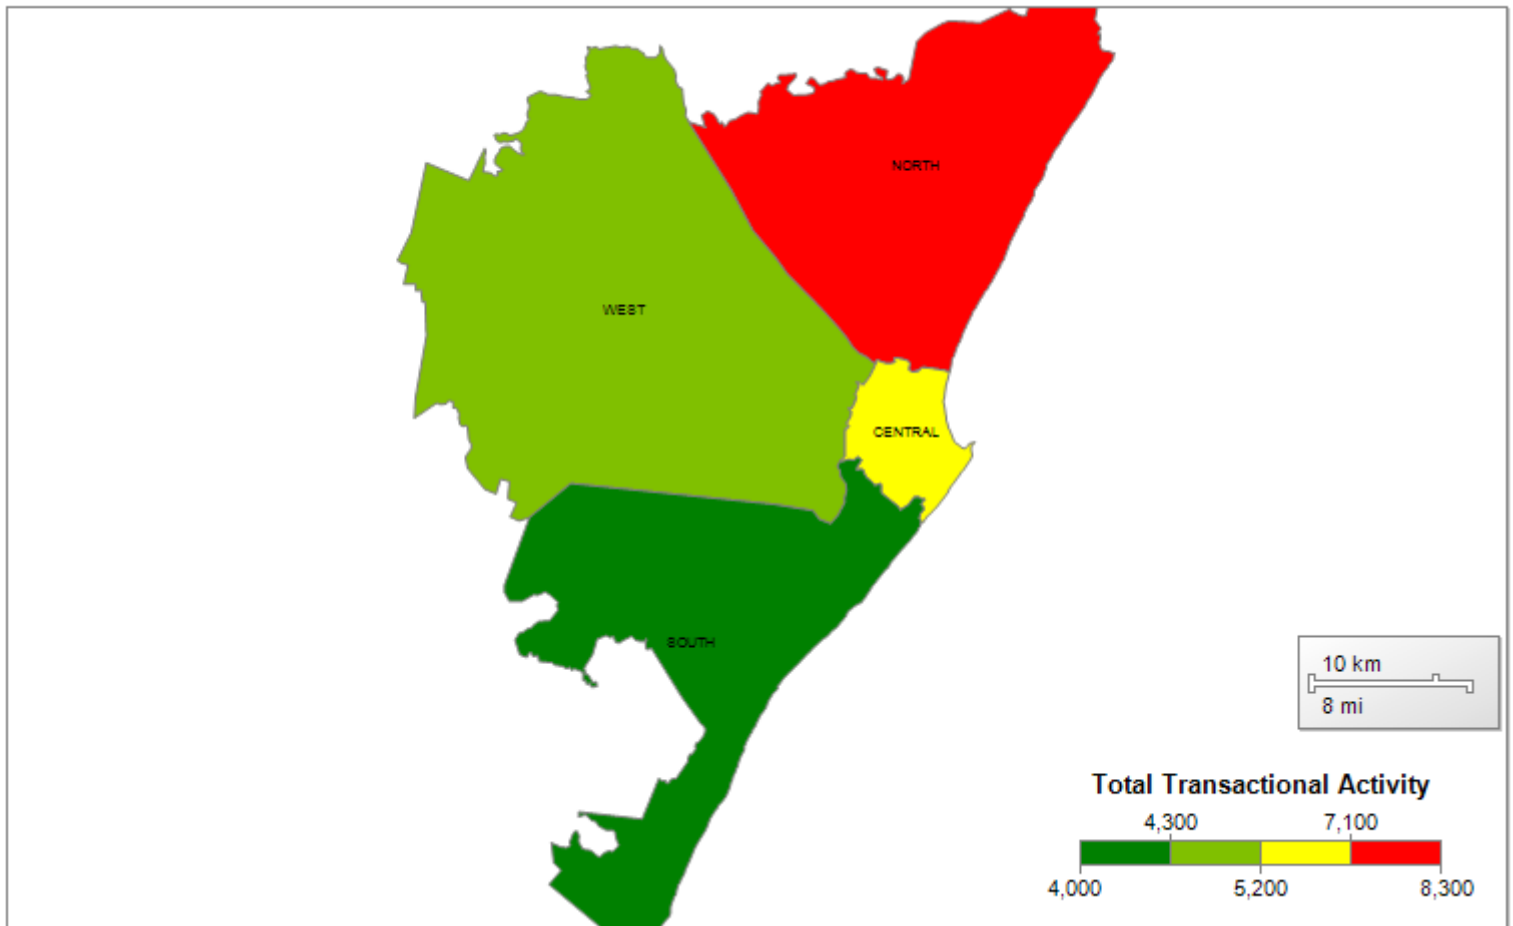 NORTH
WEST
CENTRAL
SOUTH
10 km
8 mi
Total Transactional Activity
4,300 7,100
4,000 5,200 8,300